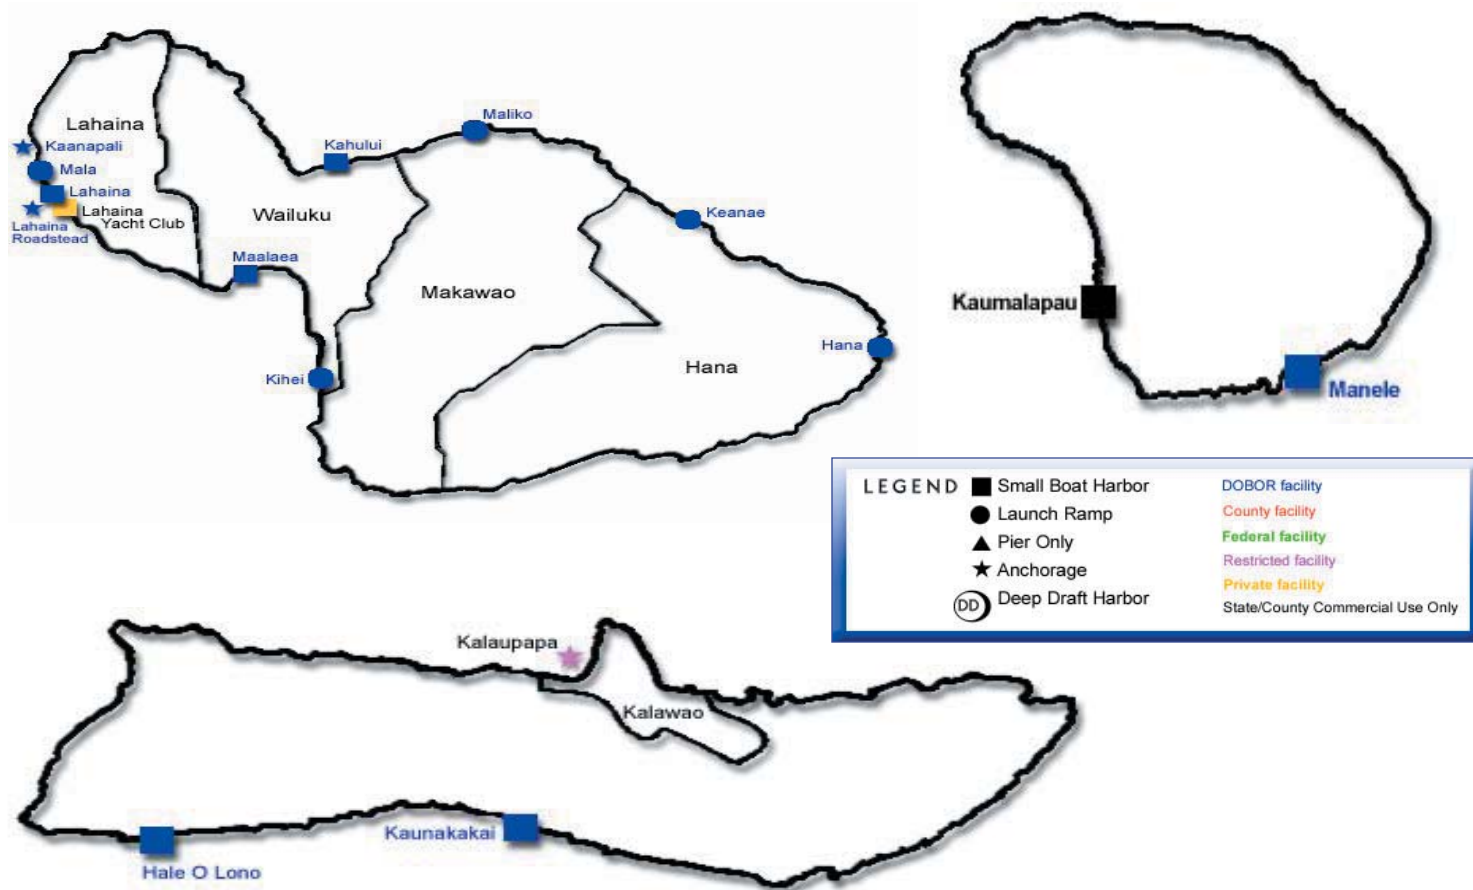 Lahaina
Kaanapali
Mala
Lahaina
Lahaina
Yacht Club
Lahaina
Roadstead
Kahului
Maliko
Wailuku
Maalaea
Makawao
Keanae
Kihei
Hana
Hana
Kaumalapau
Manele
LEGEND
Small Boat Harbor
Launch Ramp
Pier Only
Anchorage
DD Deep Draft Harbor
DOBOR facility
County facility
Federal facility
Restricted facility
Private facility
State/County Commercial Use Only
Kalaupapa
Kalawao
Kaunakakai
Hale O Lono